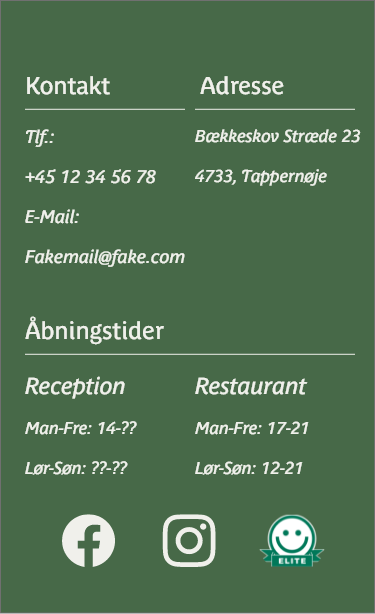 Kontakt
Tlf.:
+45 12 34 56 78
E-Mail:
Fakemail@fake.com
Adresse
Bækkeskov Stræde 23
4733, Tappernøje
Åbningstider
Reception
Man-Fre: 14-??
Lør-Søn: ??-??
Restaurant
Man-Fre: 17-21
Lør-Søn: 12-21
ELITE